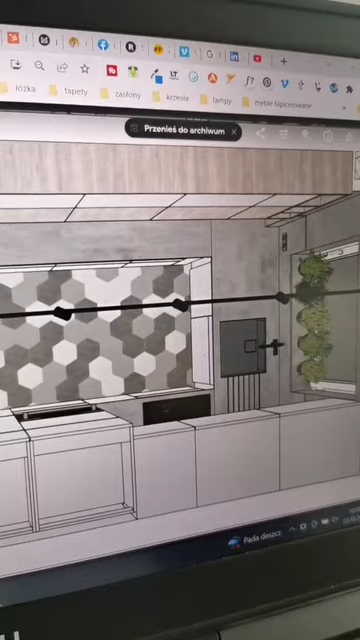 łóżka tapety zasłony krzesła lampy meble tapicerowane
Przenieś do archiwum
Pada deszcz